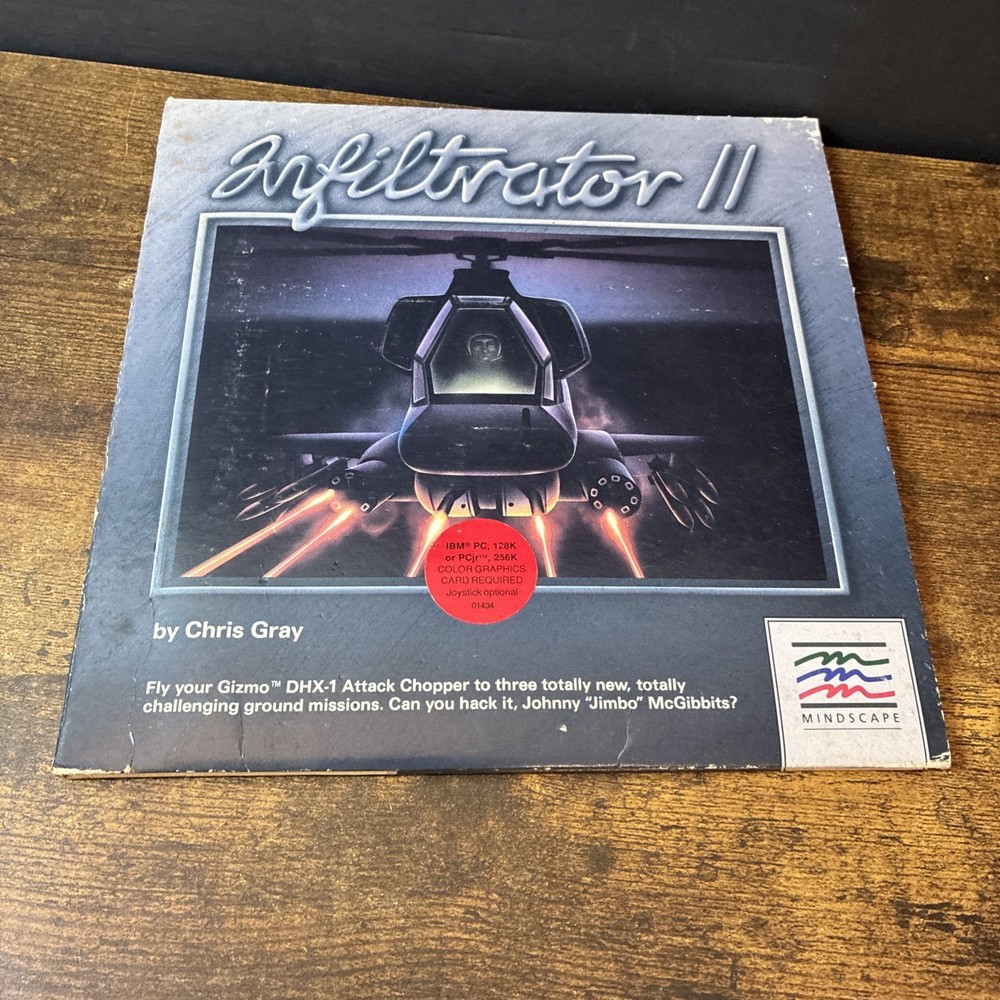 Infiltrator II
IBM® PC, 128K
or PCjr™, 256K
COLOR GRAPHICS
CARD REQUIRED
Joystick optional
01434
by Chris Gray
Fly your Gizmo™ DHX-1 Attack Chopper to three totally new, totally
challenging ground missions. Can you hack it, Johnny "Jimbo" McGibbits?
MINDSCAPE